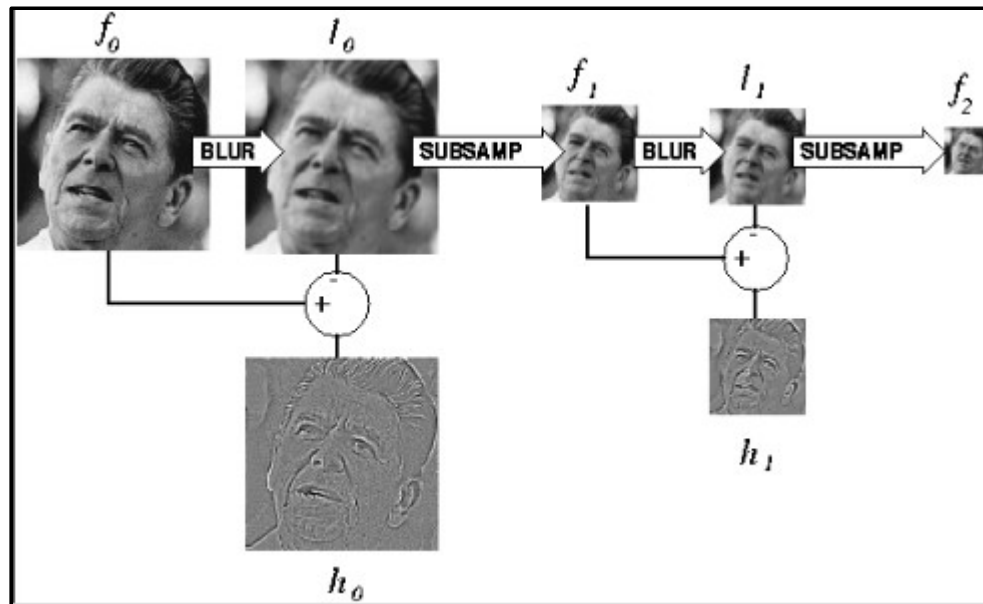 f₀ l₀ f₁ l₁ f₂
BLUR SUBSAMP BLUR SUBSAMP
- -
+ +
h₁
h₀